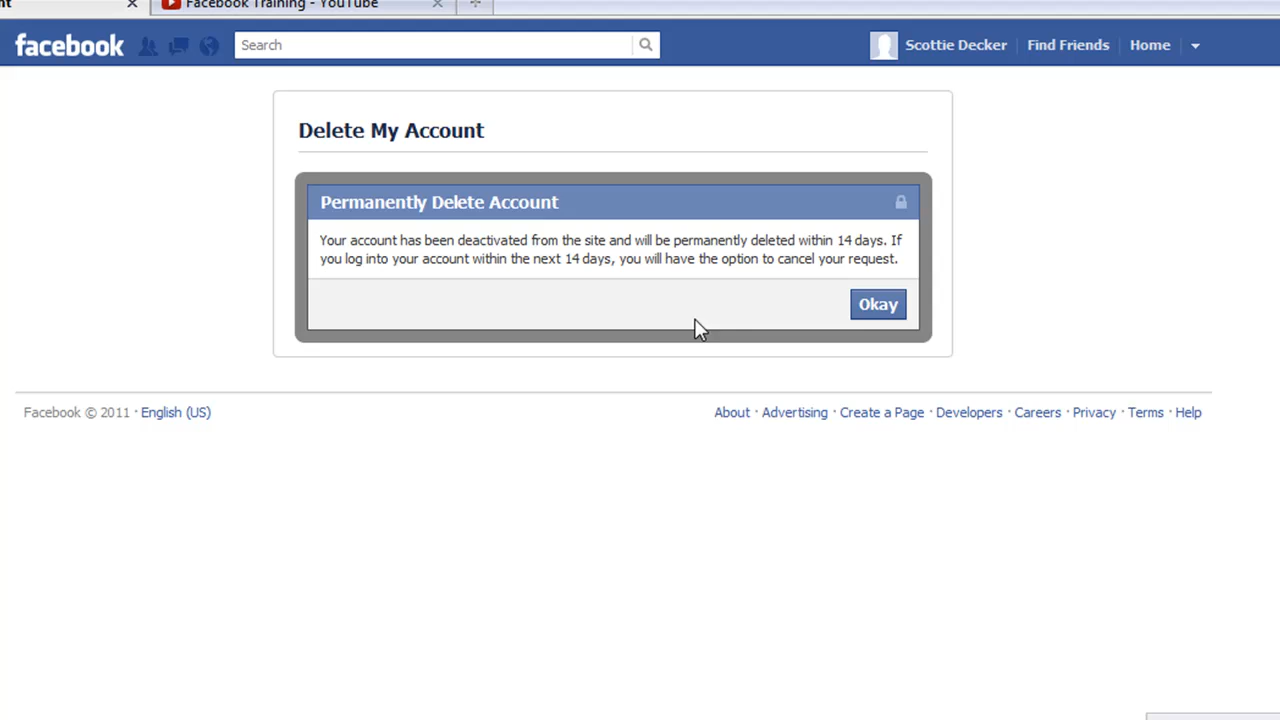 nt
Facebook Training - YouTube
facebook
Search
Scottie Decker
Find Friends
Home
Delete My Account
Permanently Delete Account
Your account has been deactivated from the site and will be permanently deleted within 14 days. If
you log into your account within the next 14 days, you will have the option to cancel your request.
Okay
Facebook © 2011 · English (US)
About · Advertising · Create a Page · Developers · Careers · Privacy · Terms · Help